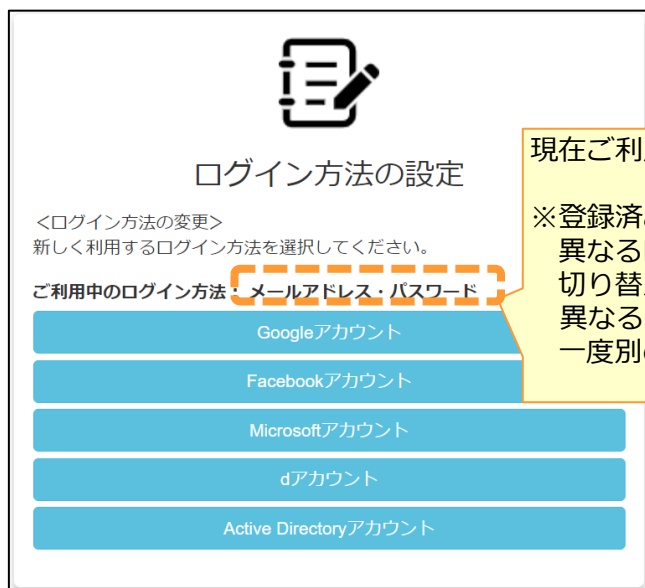 ログイン方法の設定
<ログイン方法の変更>
新しく利用するログイン方法を選択してください。
ご利用中のログイン方法： メールアドレス・パスワード
Googleアカウント
Facebookアカウント
Microsoftアカウント
dアカウント
Active Directoryアカウント
現在ご利
※登録済
異なる
切り替
異なる
一度別